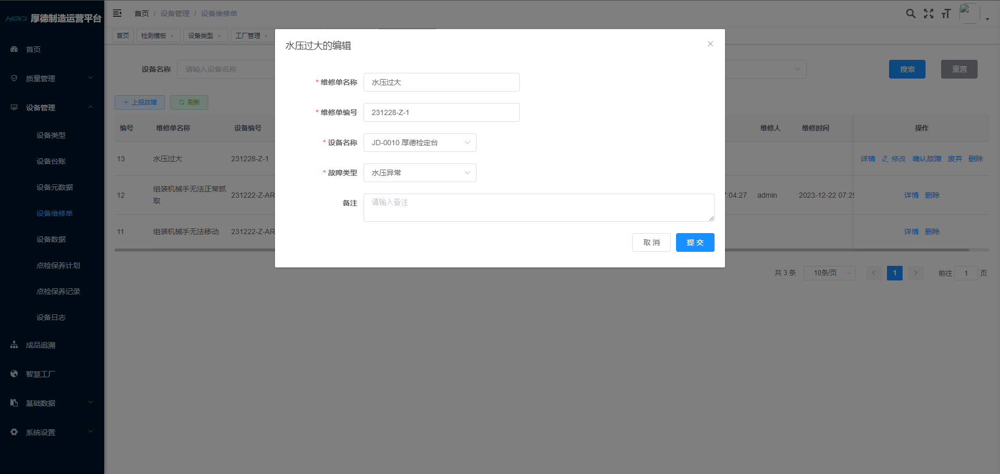 厚德制造运营平台
首页
质量管理
设备管理
设备类型
设备台账
设备元数据
设备维修单
设备数据
点检保养计划
点检保养记录
设备日志
成品追溯
智慧工厂
基础数据
系统设置
首页 / 设备管理 / 设备维修单
首页
检测模板 ×
设备类型 ×
工厂管理 ×
设备名称
请输入设备名称
搜索
重置
+ 上报故障
刷新
编号 维修单名称 设备编号 维修人 维修时间 操作
13 水压过大 231228-Z-1 详情 修改 确认故障 废弃 删除
12 组装机械手无法正常抓取 231222-Z-AR 7:04:27 admin 2023-12-22 07:29 详情 删除
11 组装机械手无法移动 231222-Z-AR 详情 删除
共 3 条
10条/页
1
前往 1 页
水压过大的编辑
* 维修单名称 水压过大
* 维修单编号 231228-Z-1
* 设备名称 JD-0010 厚德检定台
* 故障类型 水压异常
备注 请输入备注
取 消
提 交